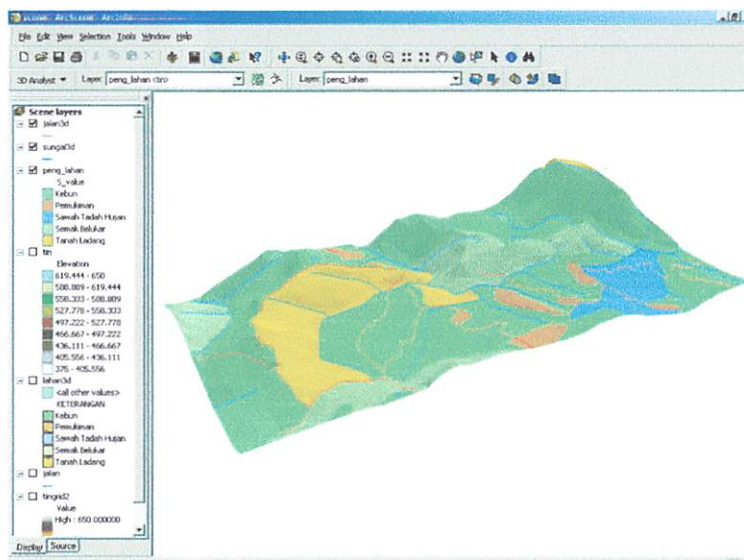 scene - ArcScene - ArcInfo
File Edit View Selection Tools Window Help
3D Analyst Layer: peng_lahan <tin> Layer: peng_lahan
Scene layers
jalan3d
sungai3d
peng_lahan
S_value
Kebun
Pemukiman
Sawah Tadah Hujan
Semak Belukar
Tanah Ladang
tin
Elevation
619.444 - 650
588.889 - 619.444
558.333 - 588.889
527.778 - 558.333
497.222 - 527.778
466.667 - 497.222
436.111 - 466.667
405.556 - 436.111
375 - 405.556
lahan3d
<all other values>
KETERANGAN
Kebun
Pemukiman
Sawah Tadah Hujan
Semak Belukar
Tanah Ladang
jalan
tingrid2
Value
High : 650.000000
Display Source